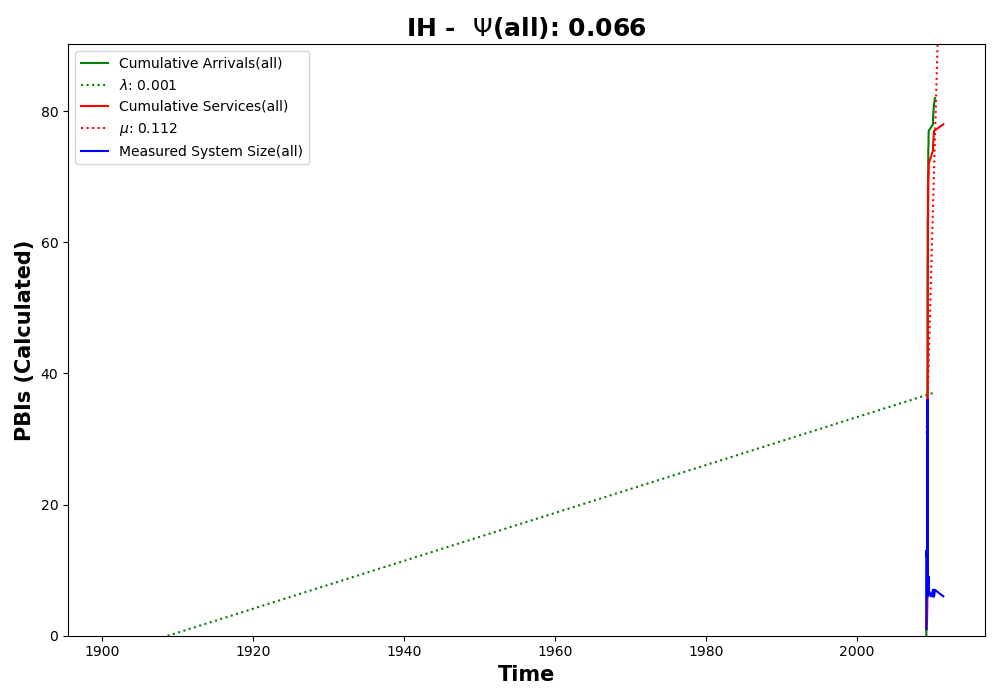 IH -  Ψ(all): 0.066
Cumulative Arrivals(all)
λ: 0.001
Cumulative Services(all)
μ: 0.112
Measured System Size(all)
PBIs (Calculated)
80
60
40
20
0
1900 1920 1940 1960 1980 2000
Time